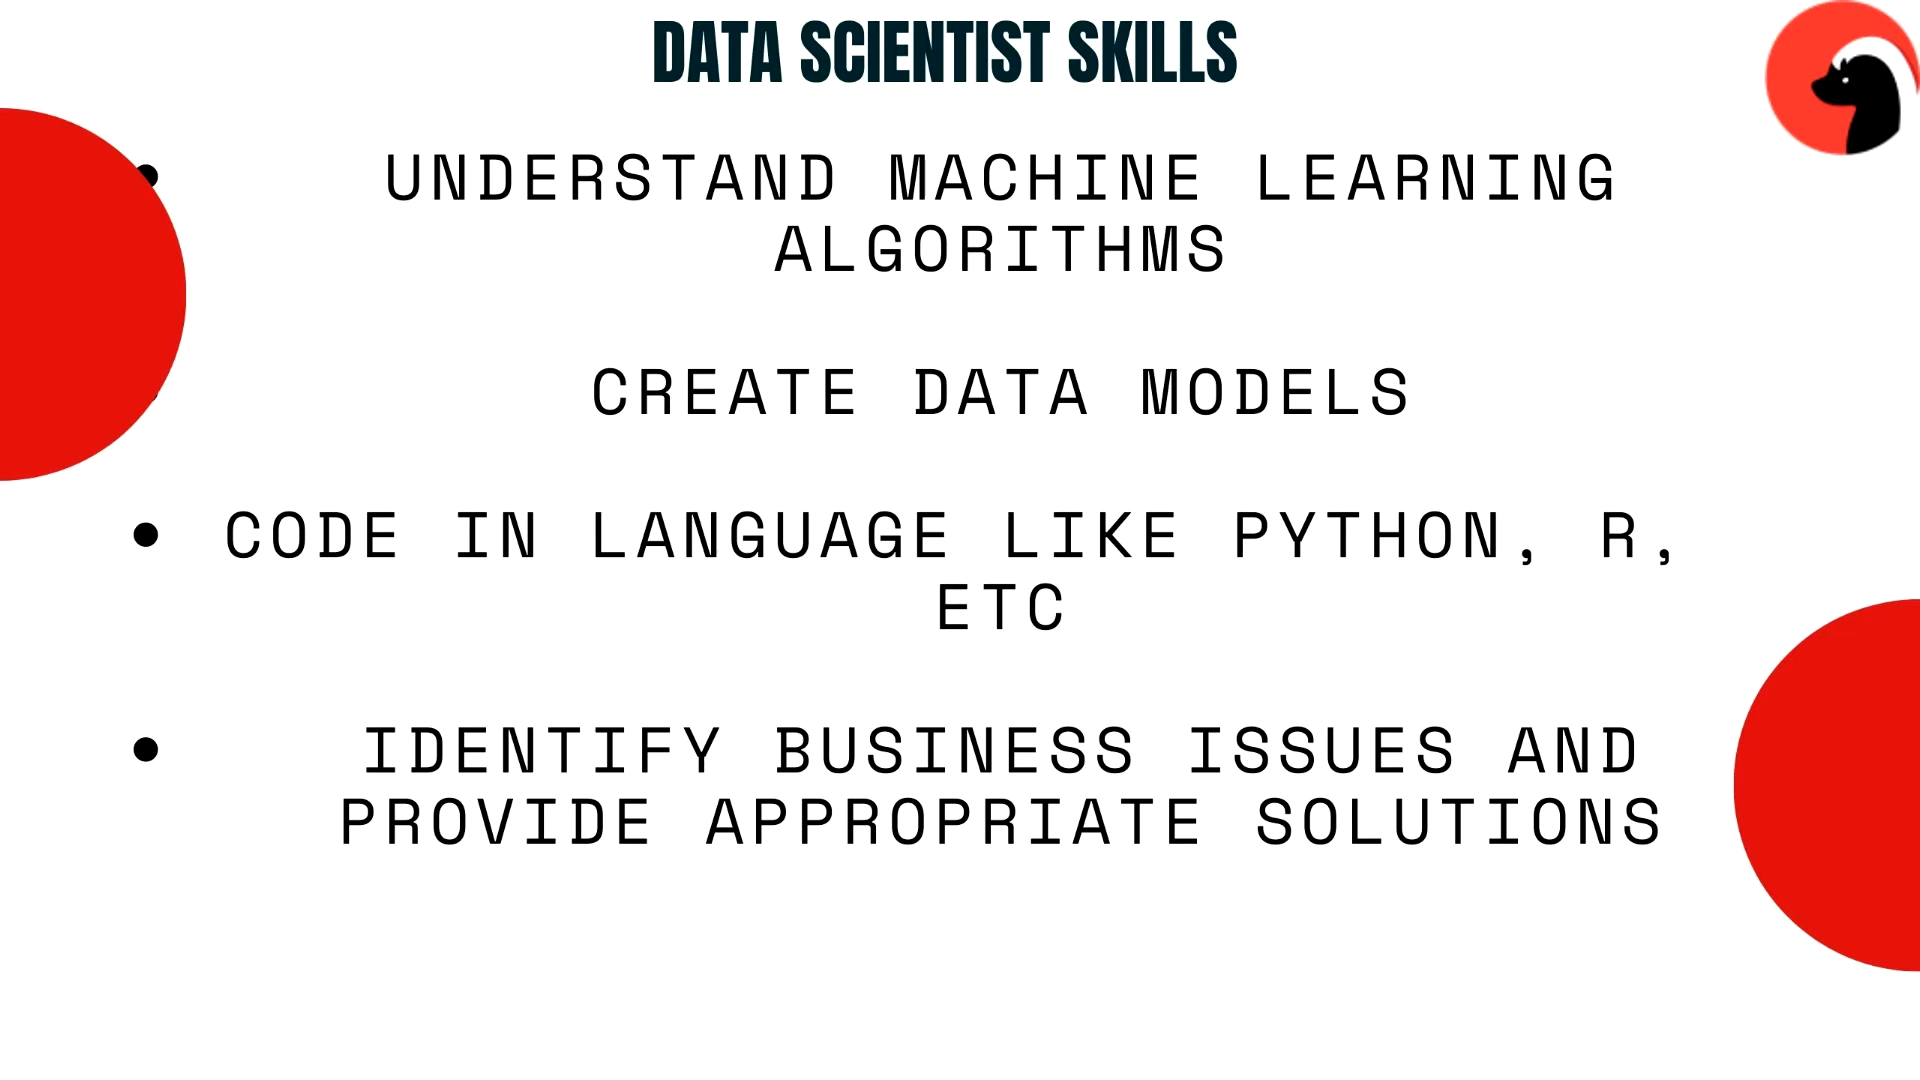 DATA SCIENTIST SKILLS
• UNDERSTAND MACHINE LEARNING
ALGORITHMS
CREATE DATA MODELS
• CODE IN LANGUAGE LIKE PYTHON, R,
ETC
• IDENTIFY BUSINESS ISSUES AND
PROVIDE APPROPRIATE SOLUTIONS